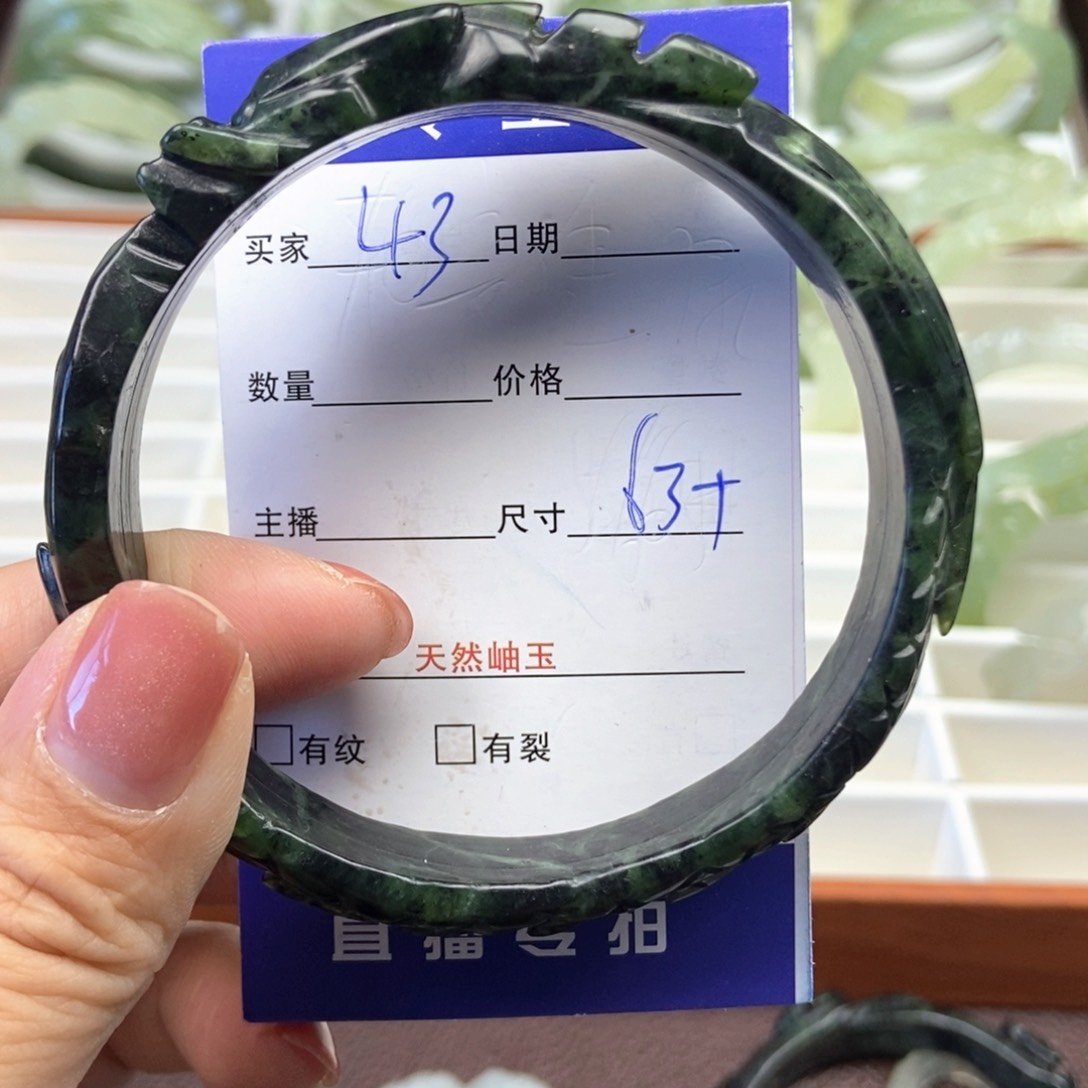 买家 43 日期
数量 价格
主播 尺寸 63+
天然岫玉
□有纹 □有裂
直播专拍